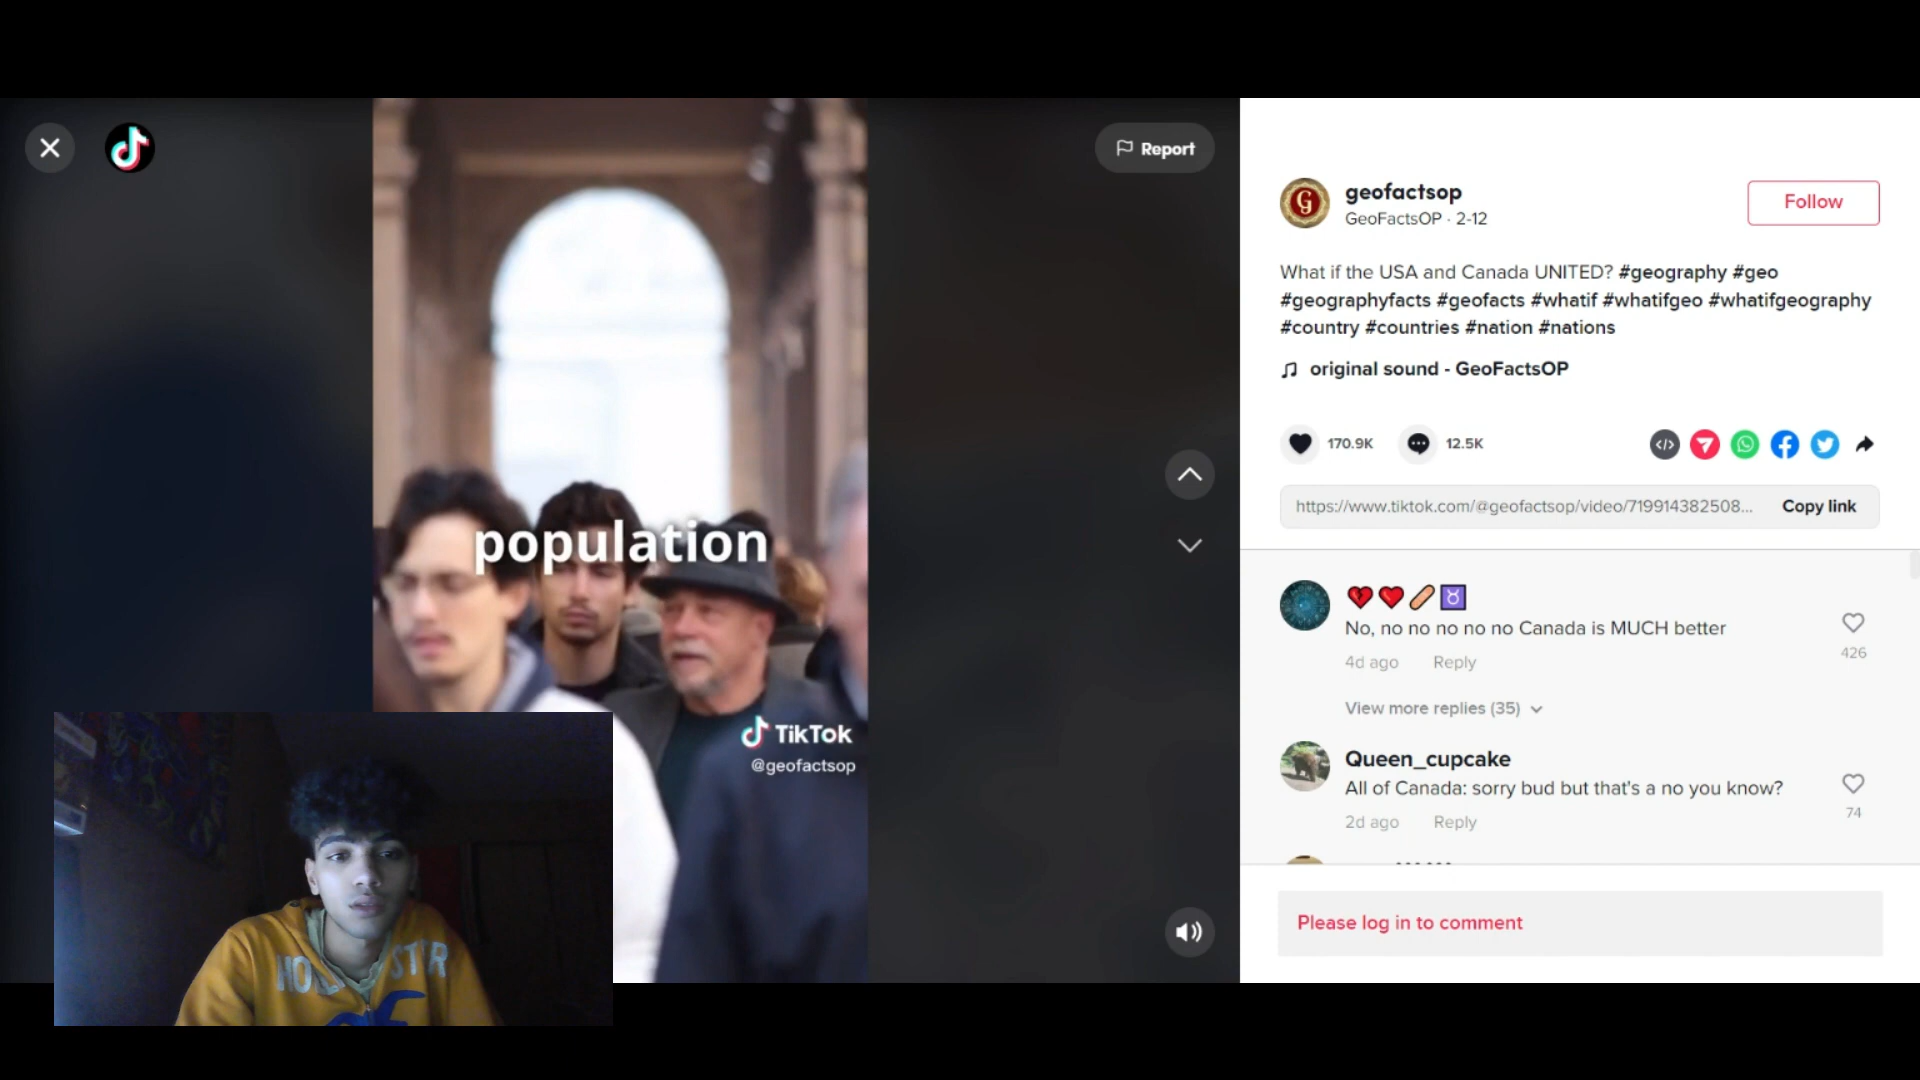 Report
population
TikTok
@geofactsop
geofactsop
GeoFactsOP · 2-12
Follow
What if the USA and Canada UNITED? #geography #geo
#geographyfacts #geofacts #whatif #whatifgeo #whatifgeography
#country #countries #nation #nations
original sound - GeoFactsOP
170.9K
12.5K
https://www.tiktok.com/@geofactsop/video/719914382508...
Copy link
No, no no no no no Canada is MUCH better
4d ago
Reply
426
View more replies (35)
Queen_cupcake
All of Canada: sorry bud but that's a no you know?
2d ago
Reply
74
Please log in to comment